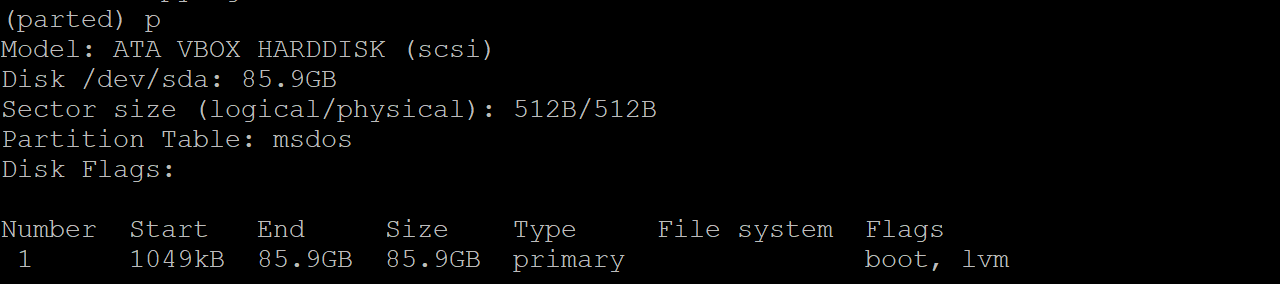 (parted) p
Model: ATA VBOX HARDDISK (scsi)
Disk /dev/sda: 85.9GB
Sector size (logical/physical): 512B/512B
Partition Table: msdos
Disk Flags:
Number  Start   End     Size    Type     File system  Flags
 1      1049kB  85.9GB  85.9GB  primary               boot, lvm